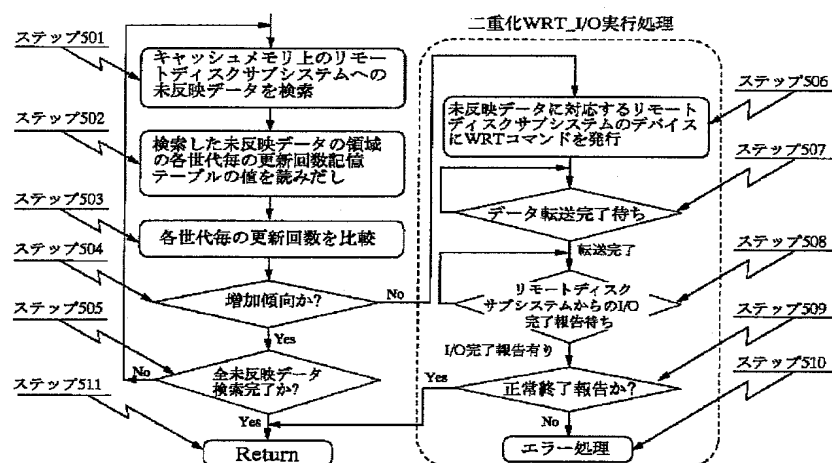 二重化WRT_I/O実行処理
ステップ501
キャッシュメモリ上のリモー
トディスクサブシステムへの
未反映データを検索
ステップ502
検索した未反映データの領域
の各世代毎の更新回数記憶
テーブルの値を読みだし
ステップ503
各世代毎の更新回数を比較
ステップ504
増加傾向か?
No
Yes
ステップ505
全未反映データ
検索完了か?
No
Yes
ステップ511
Return
ステップ506
未反映データに対応するリモート
ディスクサブシステムのデバイス
にWRTコマンドを発行
ステップ507
データ転送完了待ち
転送完了
ステップ508
リモートディスク
サブシステムからのI/O
完了報告待ち
I/O完了報告有り
ステップ509
正常終了報告か?
Yes
No
ステップ510
エラー処理